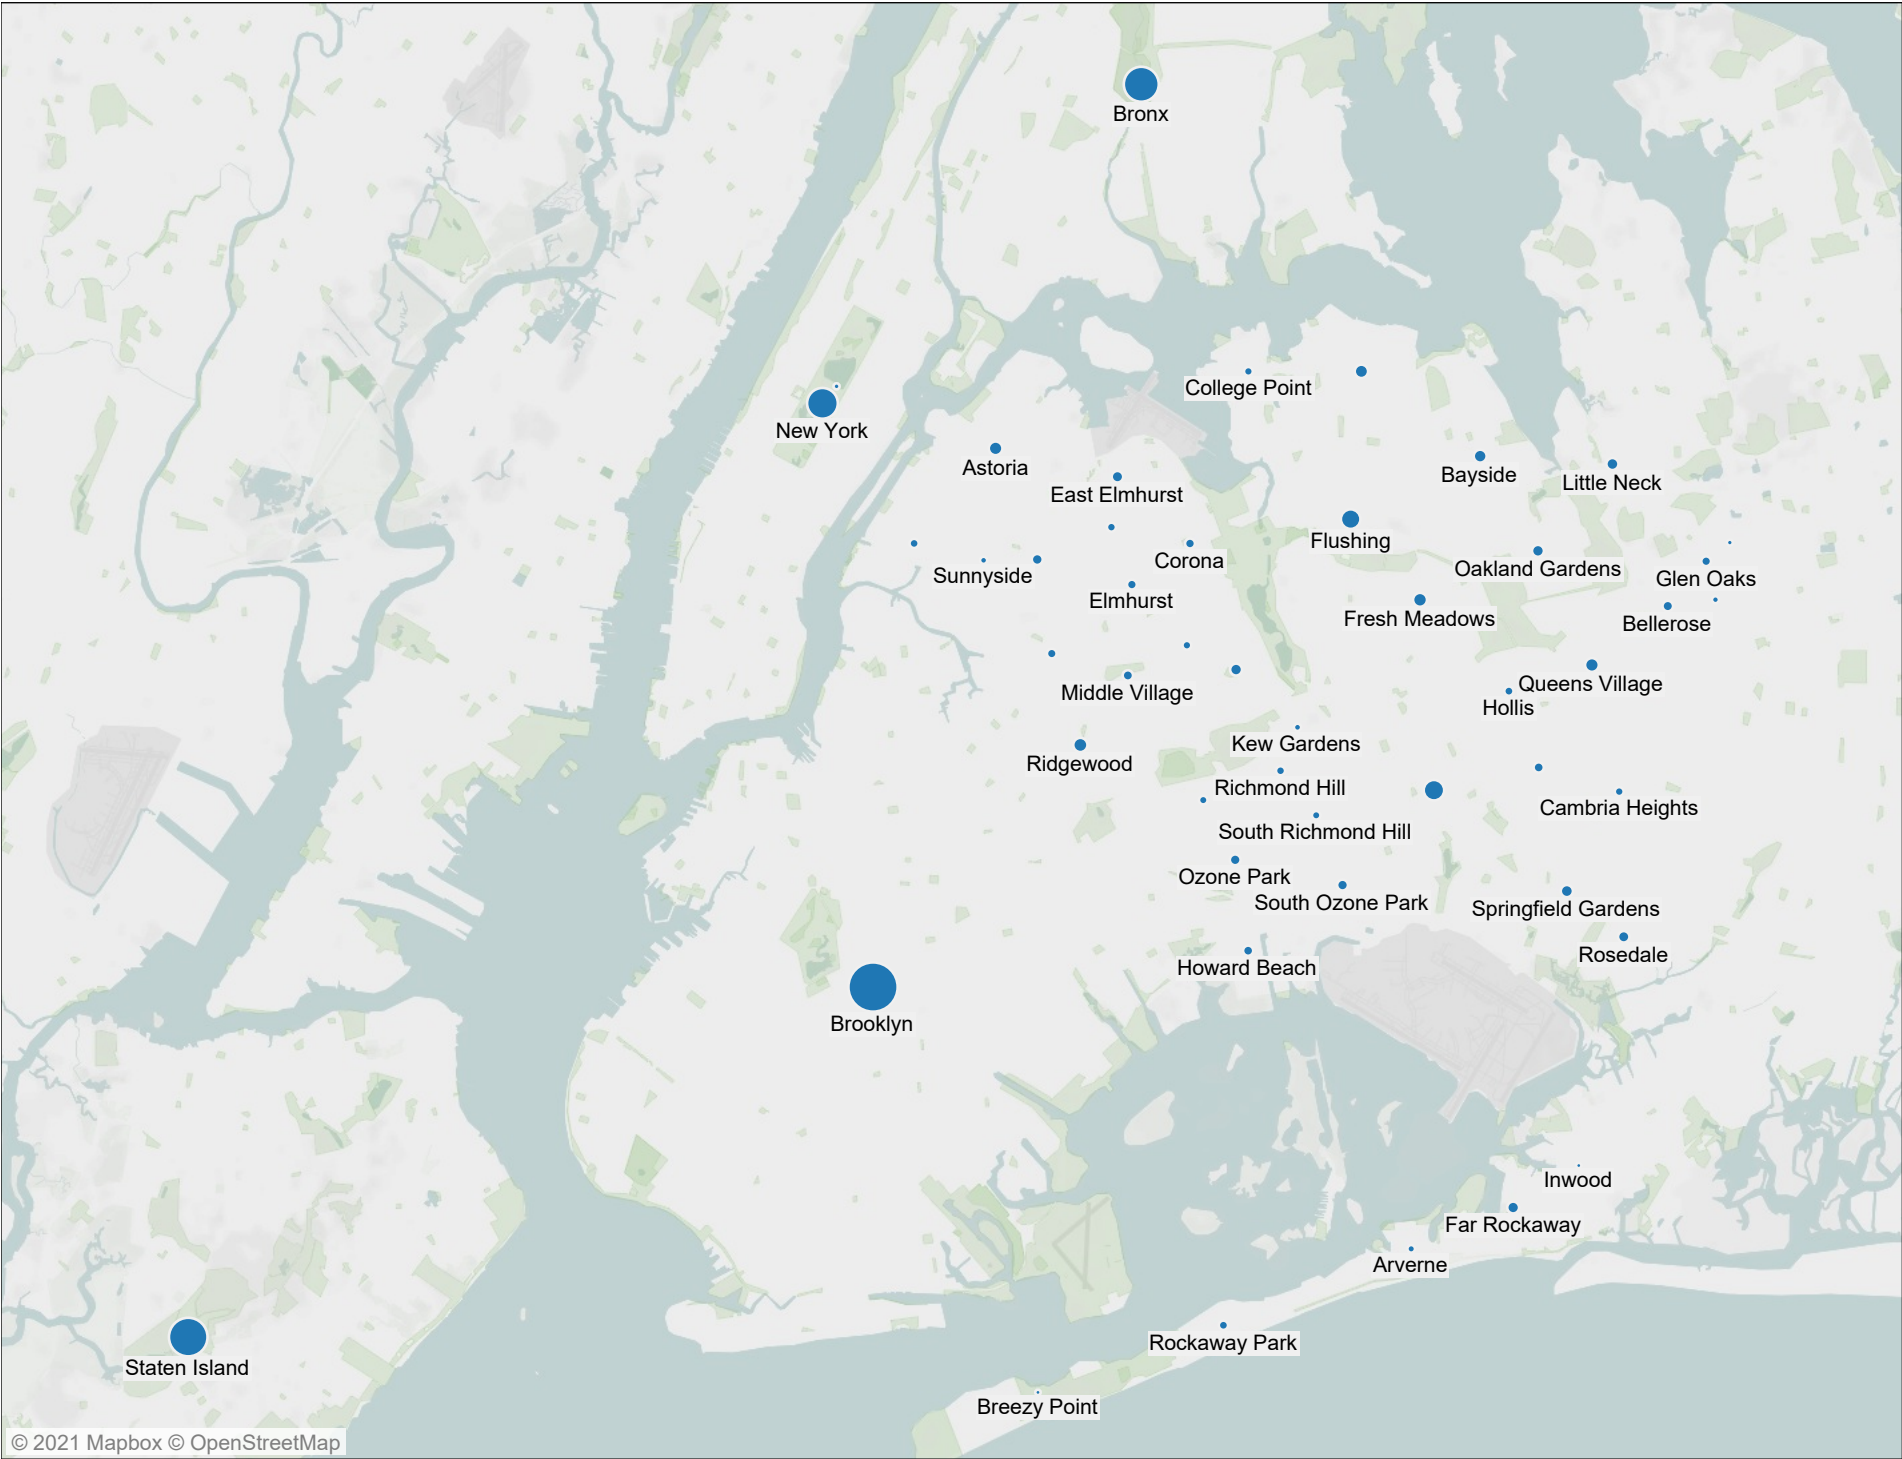 Bronx
College Point
New York
Astoria
Bayside
East Elmhurst
Little Neck
Flushing
Corona
Oakland Gardens
Sunnyside
Glen Oaks
Elmhurst
Fresh Meadows
Bellerose
Queens Village
Middle Village
Hollis
Kew Gardens
Ridgewood
Richmond Hill
Cambria Heights
South Richmond Hill
Ozone Park
South Ozone Park
Springfield Gardens
Rosedale
Howard Beach
Brooklyn
Inwood
Far Rockaway
Arverne
Rockaway Park
Staten Island
Breezy Point
© 2021 Mapbox © OpenStreetMap